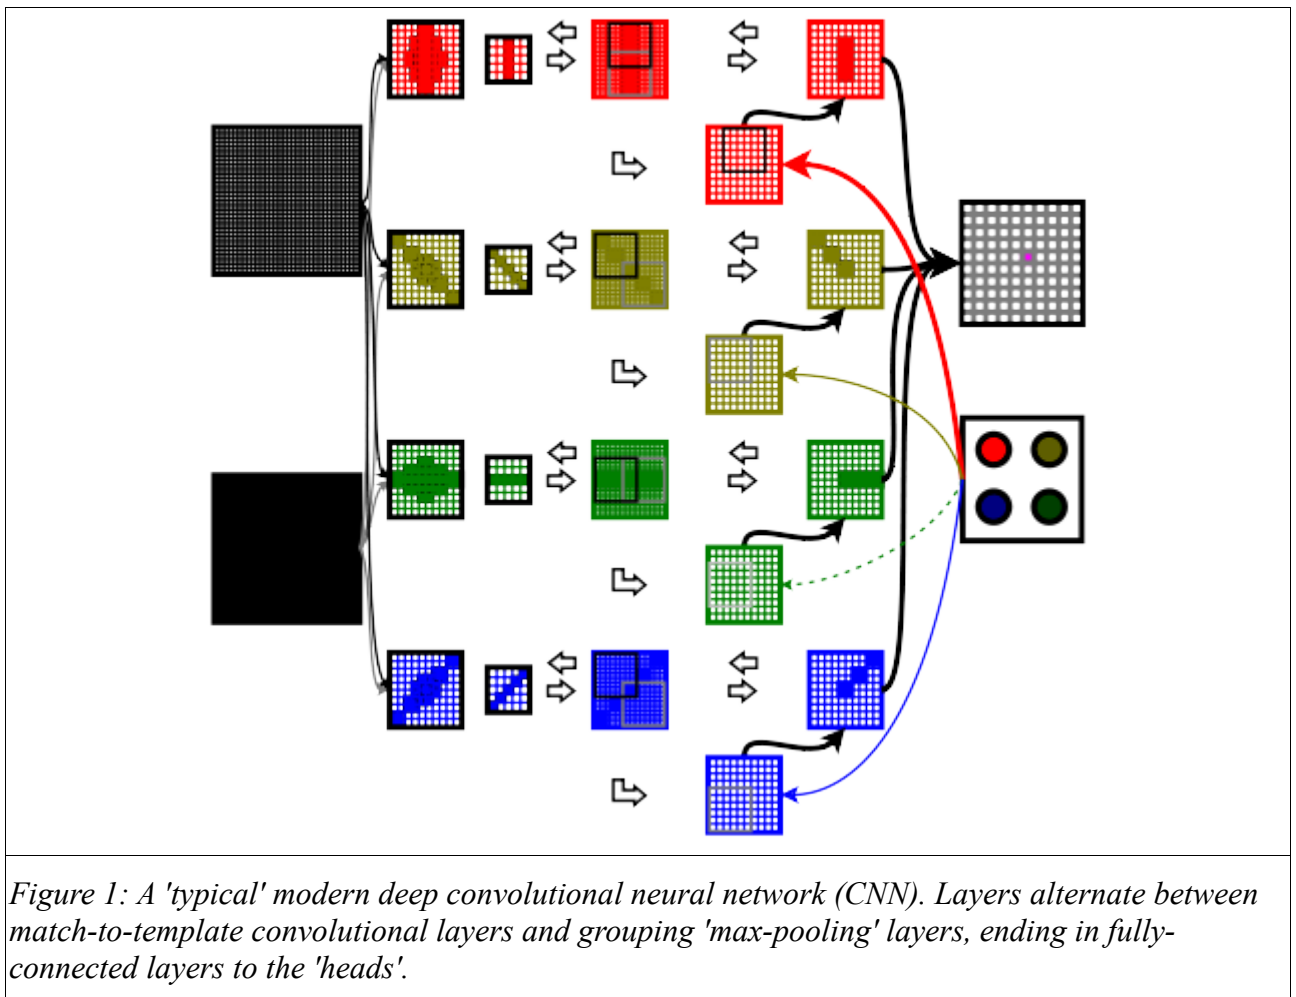 Figure 1: A 'typical' modern deep convolutional neural network (CNN). Layers alternate between
match-to-template convolutional layers and grouping 'max-pooling' layers, ending in fully-
connected layers to the 'heads'.